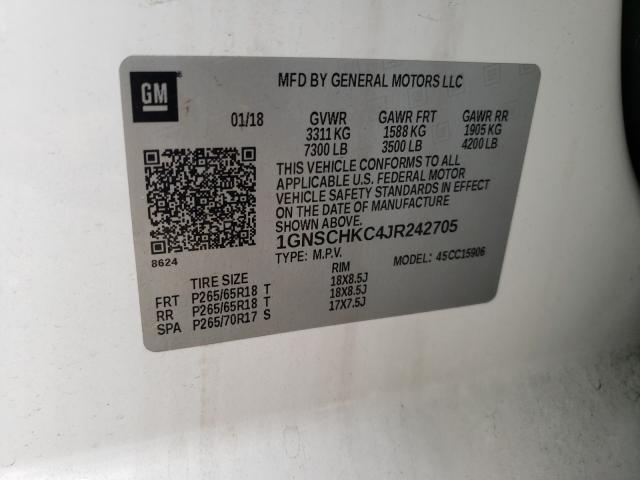 GM
MFD BY GENERAL MOTORS LLC
01/18 GVWR GAWR FRT GAWR RR
3311 KG 1588 KG 1905 KG
7300 LB 3500 LB 4200 LB
THIS VEHICLE CONFORMS TO ALL
APPLICABLE U.S. FEDERAL MOTOR
VEHICLE SAFETY STANDARDS IN EFFECT
ON THE DATE OF MANUFACTURE
SHOWN ABOVE.
1GNSCHKC4JR242705
8624 TYPE: M.P.V. MODEL: 45CC15906
TIRE SIZE RIM
FRT P265/65R18 T 18X8.5J
RR P265/65R18 T 18X8.5J
SPA P265/70R17 S 17X7.5J